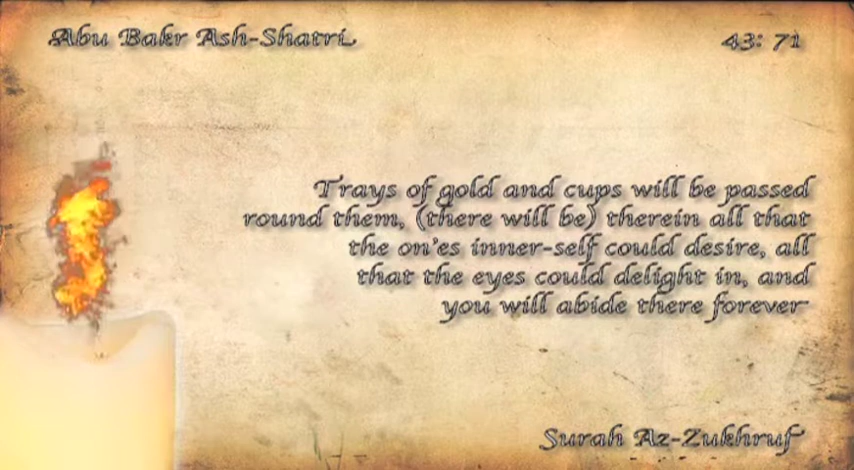 Abu Bakr Ash-Shatri
43: 71
Trays of gold and cups will be passed
round them, (there will be) therein all that
the on'es inner-self could desire, all
that the eyes could delight in, and
you will abide there forever
Surah Az-Zukhruf